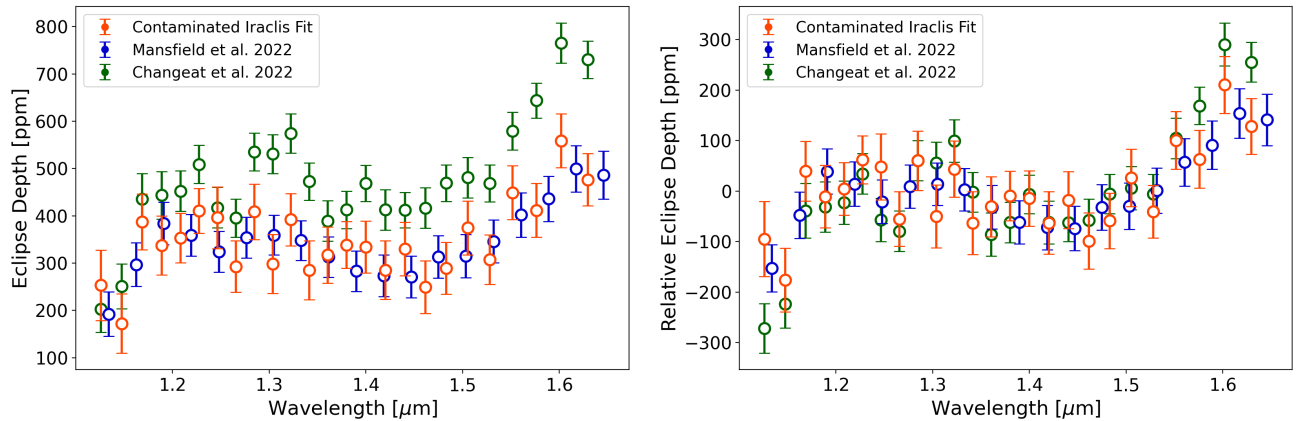 Contaminated Iraclis Fit
Mansfield et al. 2022
Changeat et al. 2022
Eclipse Depth [ppm]
800
700
600
500
400
300
200
100
1.2 1.3 1.4 1.5 1.6
Wavelength [μm]
Contaminated Iraclis Fit
Mansfield et al. 2022
Changeat et al. 2022
Relative Eclipse Depth [ppm]
300
200
100
0
−100
−200
−300
1.2 1.3 1.4 1.5 1.6
Wavelength [μm]